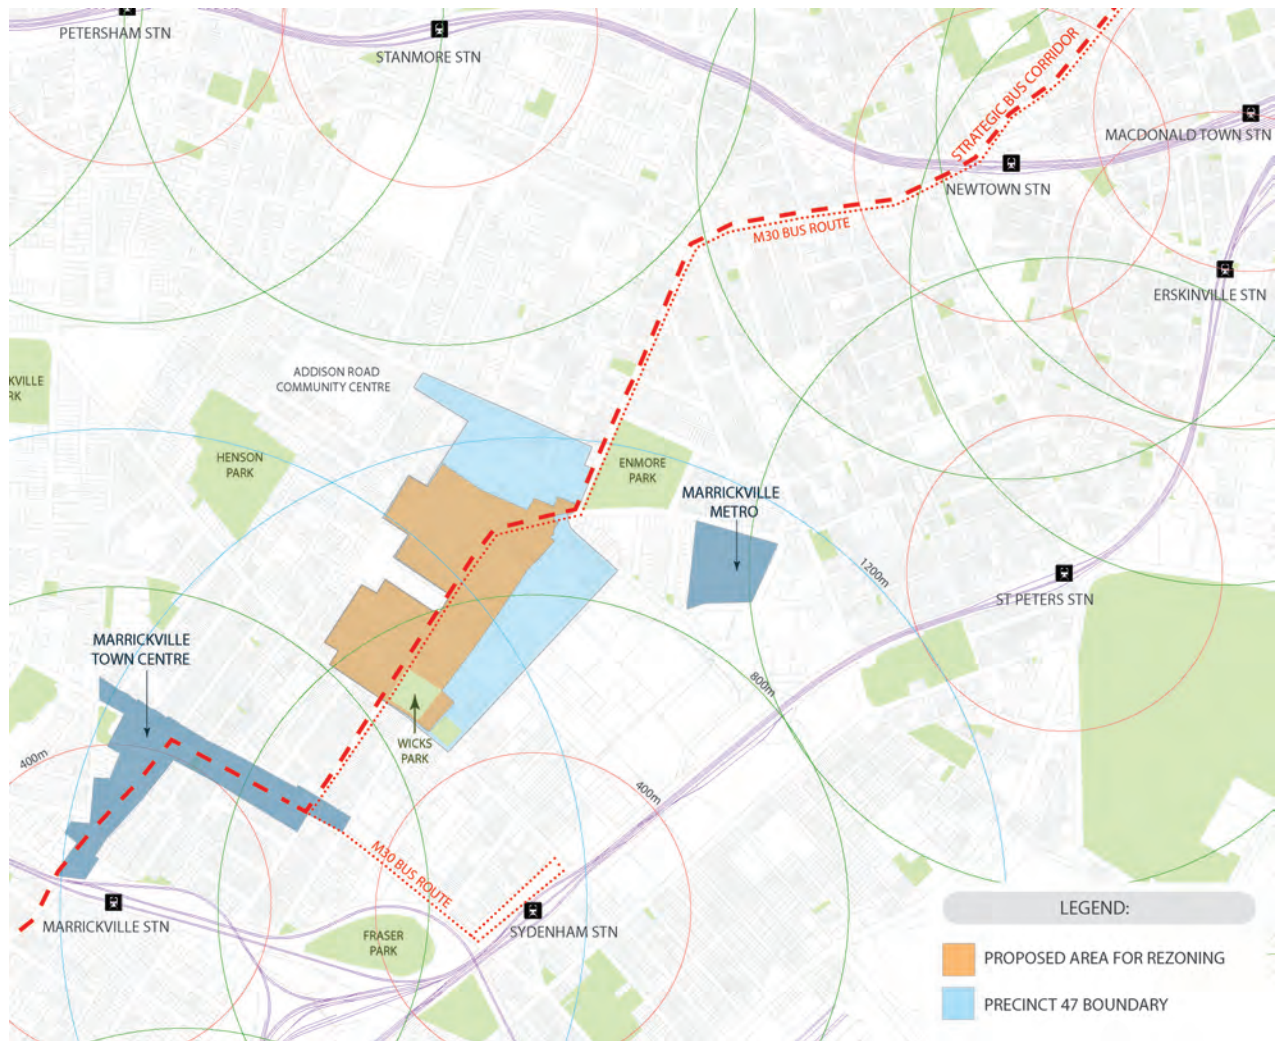 PETERSHAM STN
STANMORE STN
STRATEGIC BUS CORRIDOR
MACDONALD TOWN STN
NEWTOWN STN
M30 BUS ROUTE
ERSKINVILLE STN
ADDISON ROAD
COMMUNITY CENTRE
KVILLE
RK
HENSON
PARK
ENMORE
PARK
MARRICKVILLE
METRO
1200m
ST PETERS STN
MARRICKVILLE
TOWN CENTRE
800m
WICKS
PARK
400m
400m
M30 BUS ROUTE
MARRICKVILLE STN
FRASER
PARK
SYDENHAM STN
LEGEND:
PROPOSED AREA FOR REZONING
PRECINCT 47 BOUNDARY